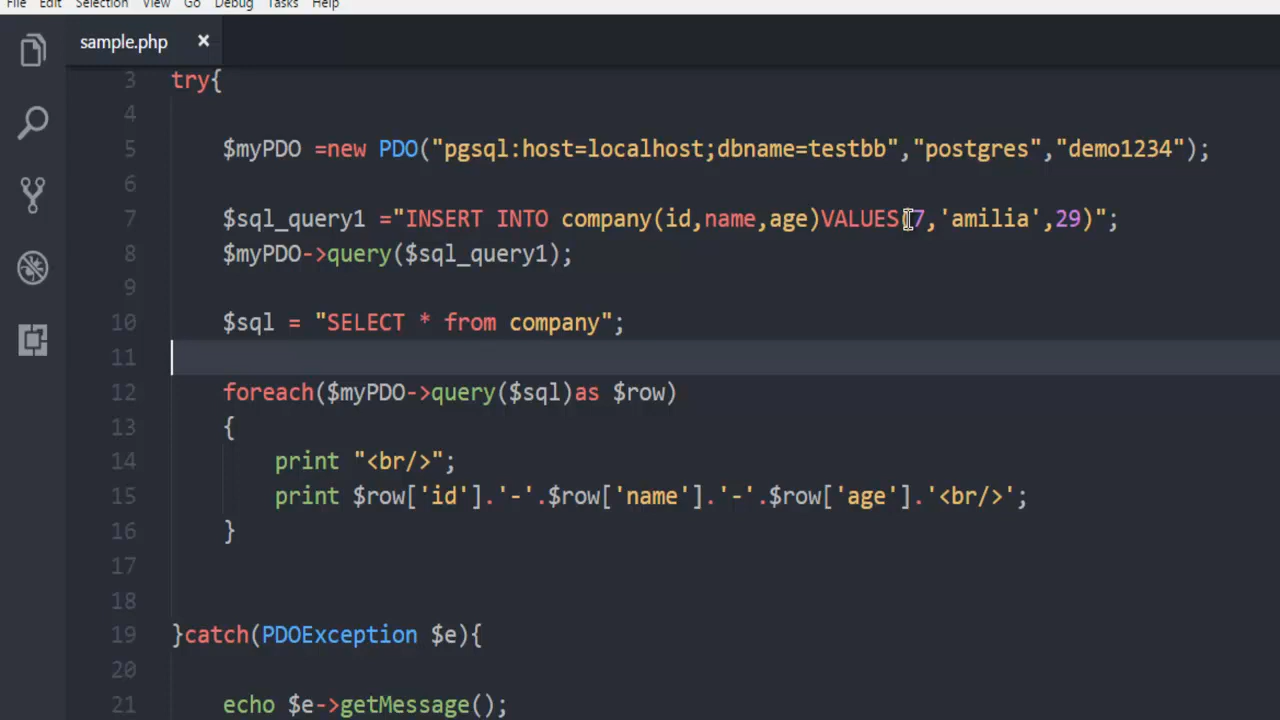 File Edit Selection View Go Debug Tasks Help
sample.php ×
3 try{
4
5 $myPDO =new PDO("pgsql:host=localhost;dbname=testbb","postgres","demo1234");
6
7 $sql_query1 ="INSERT INTO company(id,name,age)VALUES(7,'amilia',29)";
8 $myPDO->query($sql_query1);
9
10 $sql = "SELECT * from company";
11
12 foreach($myPDO->query($sql)as $row)
13 {
14 print "<br/>";
15 print $row['id'].'-'.$row['name'].'-'.$row['age'].'<br/>';
16 }
17
18
19 }catch(PDOException $e){
20
21 echo $e->getMessage();